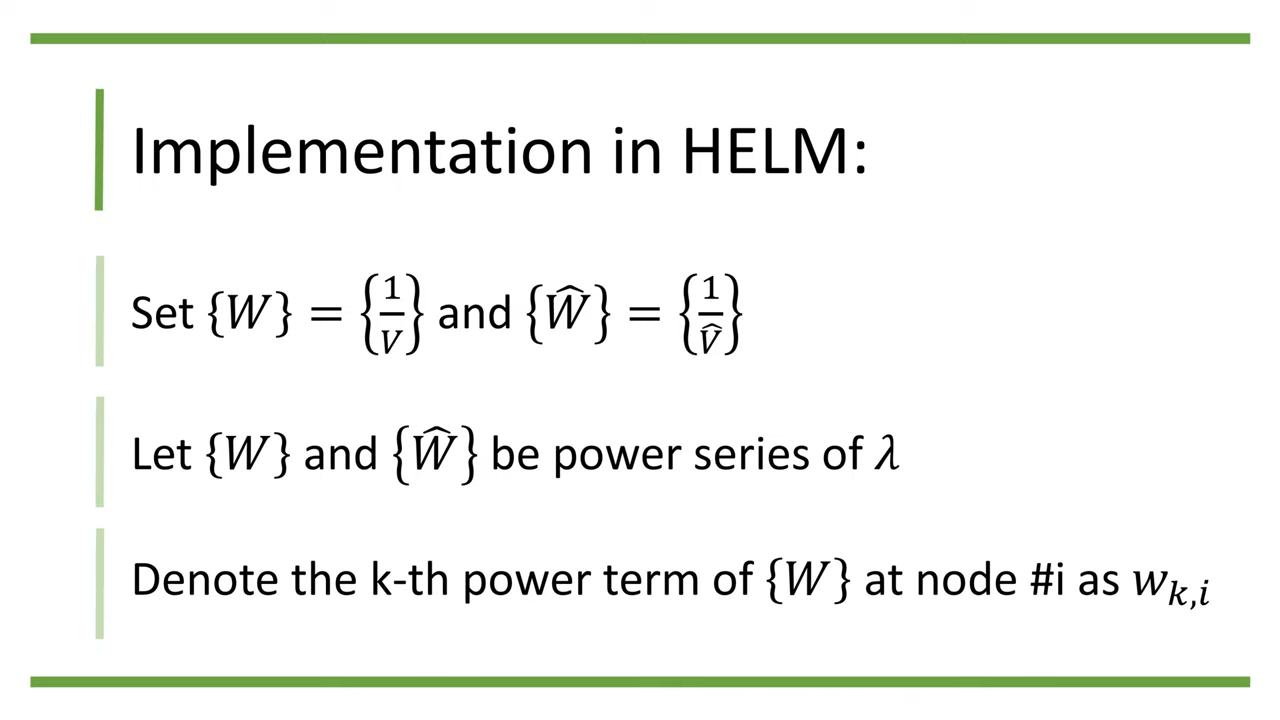 Implementation in HELM:
Set {W} = {1/V} and {Ŵ} = {1/V̂}
Let {W} and {Ŵ} be power series of λ
Denote the k-th power term of {W} at node #i as w_{k,i}